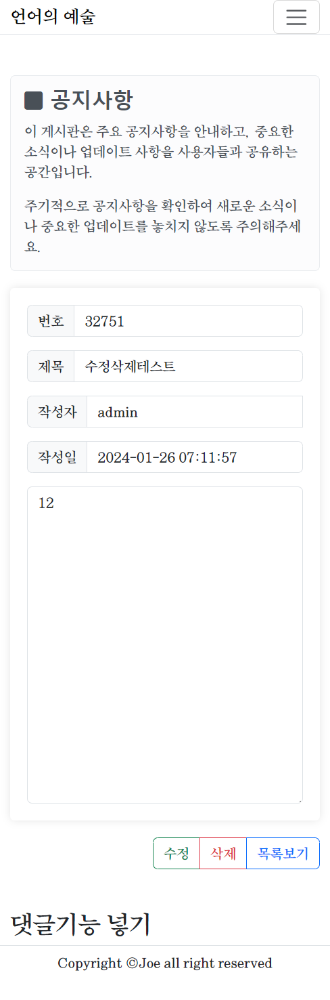 언어의 예술
공지사항
이 게시판은 주요 공지사항을 안내하고, 중요한
소식이나 업데이트 사항을 사용자들과 공유하는
공간입니다.
주기적으로 공지사항을 확인하여 새로운 소식이
나 중요한 업데이트를 놓치지 않도록 주의해주세
요.
번호 32751
제목 수정삭제테스트
작성자 admin
작성일 2024-01-26 07:11:57
12
수정 삭제 목록보기
댓글기능 넣기
Copyright ©Joe all right reserved